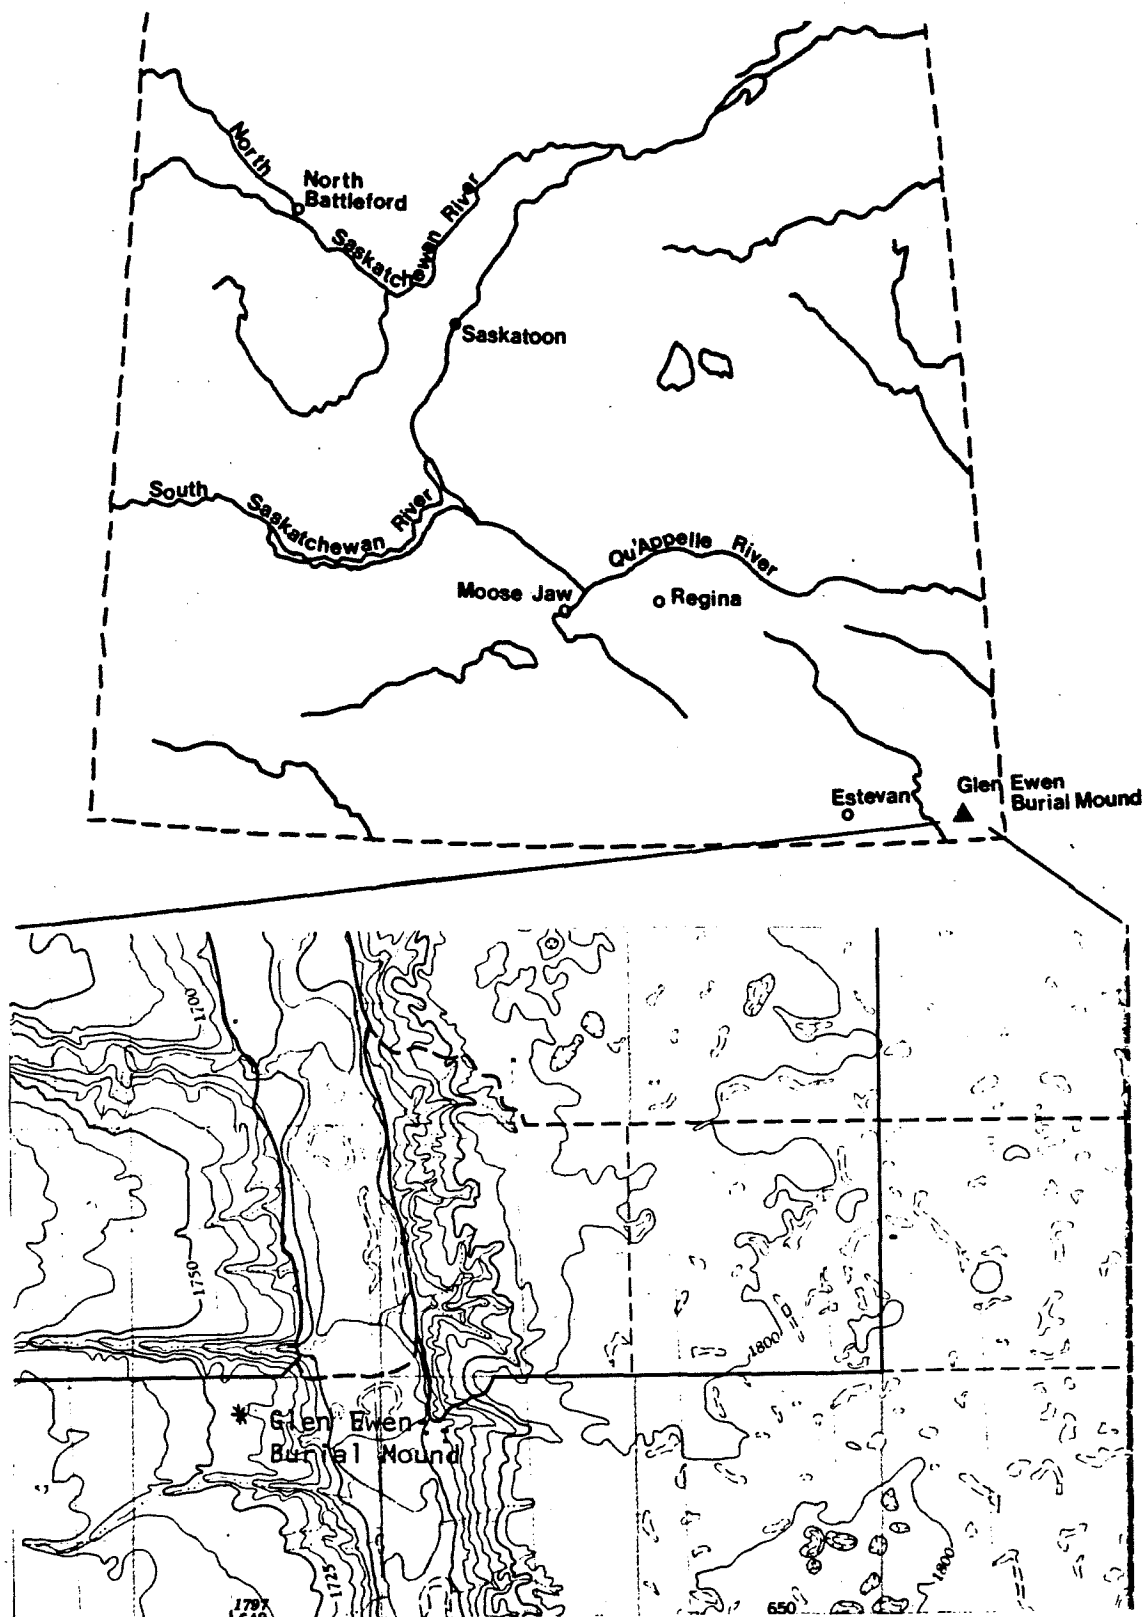 North
North
Battleford
Saskatchewan River
Saskatoon
South
Saskatchewan River
Qu'Appelle River
Moose Jaw
Regina
Estevan
Glen Ewen
Burial Mound
1700
1750
1800
Glen Ewen
Burial Mound
1725
1800
1797
650